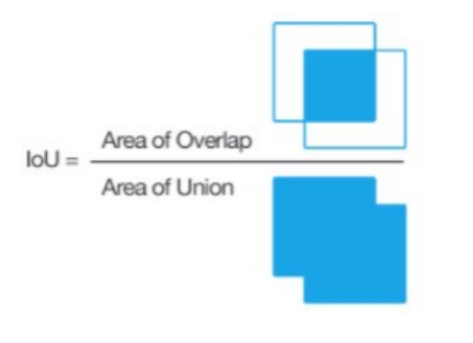 Area of Overlap
IoU =
Area of Union